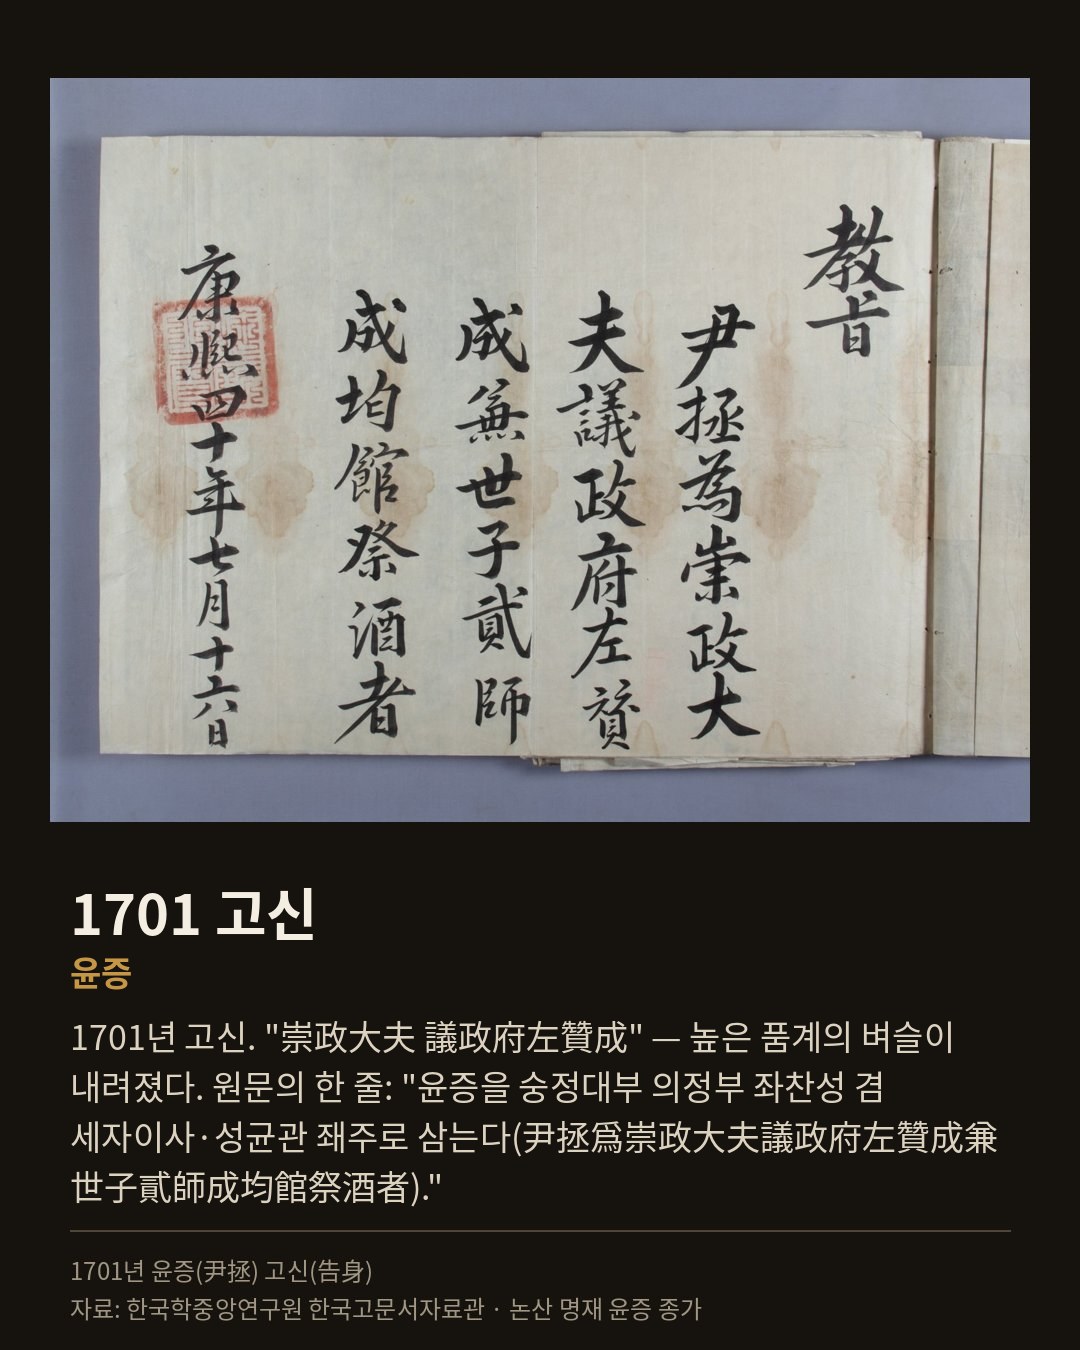 教旨
尹拯為崇政大
夫議政府左贊
成兼世子貳師
成均館祭酒者
康熙四十年七月十六日
1701 고신
윤증
1701년 고신. "崇政大夫 議政府左贊成" — 높은 품계의 벼슬이
내려졌다. 원문의 한 줄: "윤증을 숭정대부 의정부 좌찬성 겸
세자이사·성균관 좨주로 삼는다(尹拯爲崇政大夫議政府左贊成兼
世子貳師成均館祭酒者)."
1701년 윤증(尹拯) 고신(告身)
자료: 한국학중앙연구원 한국고문서자료관 · 논산 명재 윤증 종가